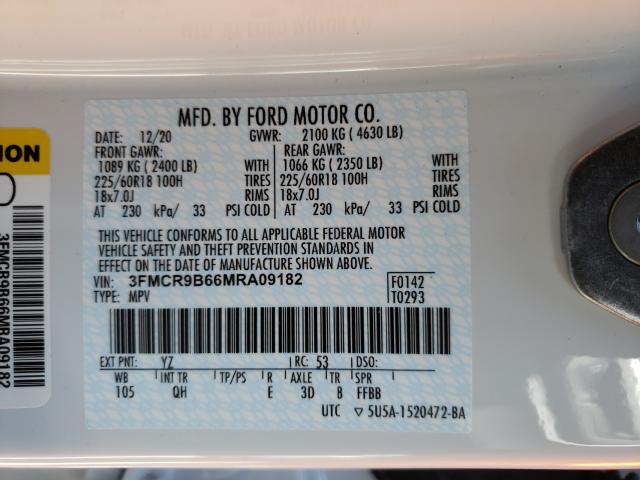 MFD. BY FORD MOTOR CO.
DATE: 12/20 GVWR: 2100 KG ( 4630 LB)
FRONT GAWR: REAR GAWR:
1089 KG ( 2400 LB) WITH 1066 KG ( 2350 LB) WITH
225/60R18 100H TIRES 225/60R18 100H TIRES
18x7.0J RIMS 18x7.0J RIMS
AT 230 kPa/ 33 PSI COLD AT 230 kPa/ 33 PSI COLD
THIS VEHICLE CONFORMS TO ALL APPLICABLE FEDERAL MOTOR
VEHICLE SAFETY AND THEFT PREVENTION STANDARDS IN
EFFECT ON THE DATE OF MANUFACTURE SHOWN ABOVE.
VIN: 3FMCR9B66MRA09182 F0142
TYPE: MPV T0293
EXT PNT: YZ RC: 53 DSO:
WB INT TR TP/PS R AXLE TR SPR
105 QH E 3D B FFBB
UTC ▽ 5U5A-1520472-BA
3FMCR9B66MRA09182